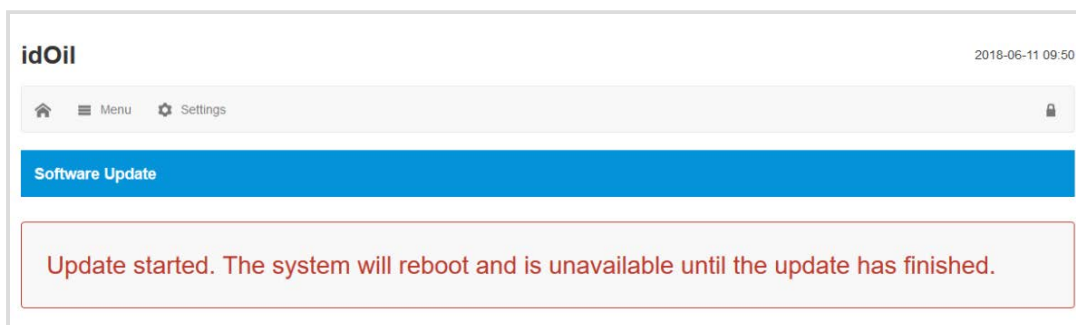 idOil
2018-06-11 09:50
Menu Settings
Software Update
Update started. The system will reboot and is unavailable until the update has finished.